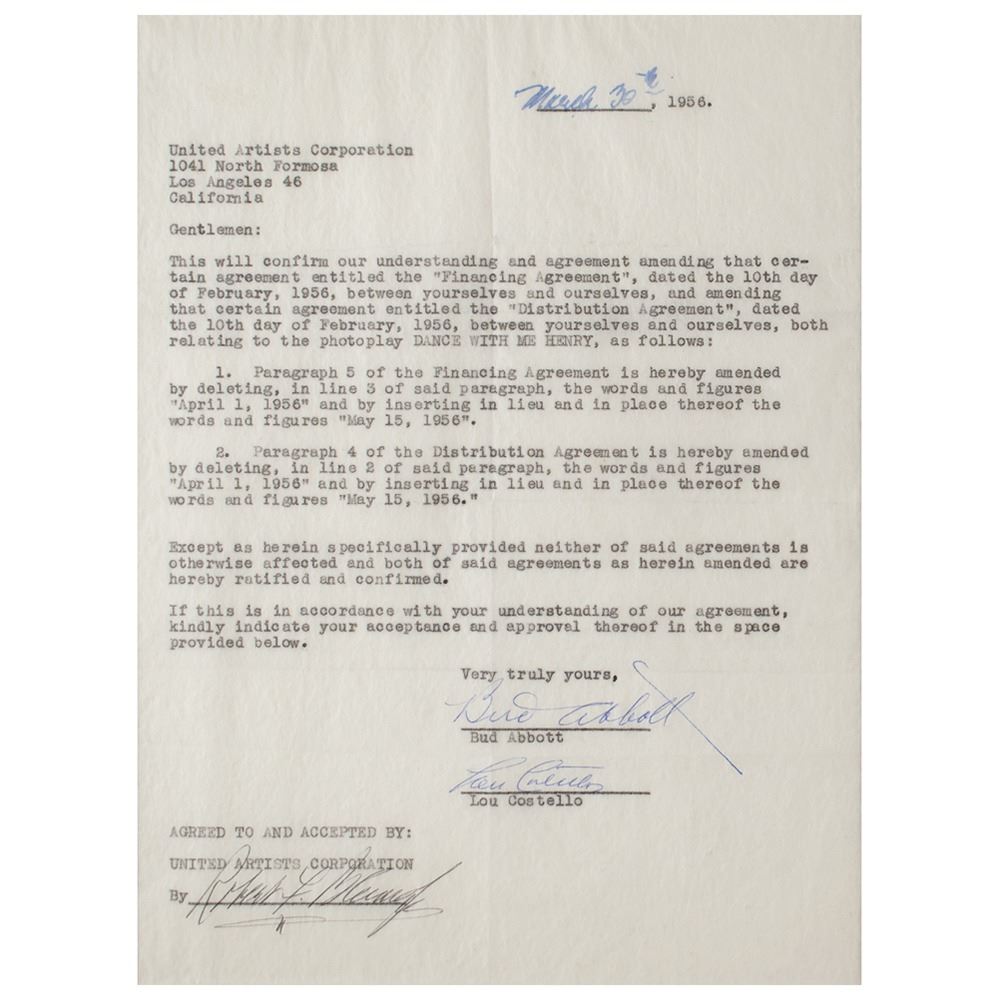 March 30th, 1956.
United Artists Corporation
1041 North Formosa
Los Angeles 46
California
Gentlemen:
This will confirm our understanding and agreement amending that cer-
tain agreement entitled the "Financing Agreement", dated the 10th day
of February, 1956, between yourselves and ourselves, and amending
that certain agreement entitled the "Distribution Agreement", dated
the 10th day of February, 1956, between yourselves and ourselves, both
relating to the photoplay DANCE WITH ME HENRY, as follows:
1. Paragraph 5 of the Financing Agreement is hereby amended
by deleting, in line 3 of said paragraph, the words and figures
"April 1, 1956" and by inserting in lieu and in place thereof the
words and figures "May 15, 1956".
2. Paragraph 4 of the Distribution Agreement is hereby amended
by deleting, in line 2 of said paragraph, the words and figures
"April 1, 1956" and by inserting in lieu and in place thereof the
words and figures "May 15, 1956."
Except as herein specifically provided neither of said agreements is
otherwise affected and both of said agreements as herein amended are
hereby ratified and confirmed.
If this is in accordance with your understanding of our agreement,
kindly indicate your acceptance and approval thereof in the space
provided below.
Very truly yours,
Bud Abbott
Bud Abbott
Lou Costello
Lou Costello
AGREED TO AND ACCEPTED BY:
UNITED ARTISTS CORPORATION
By Robert F.